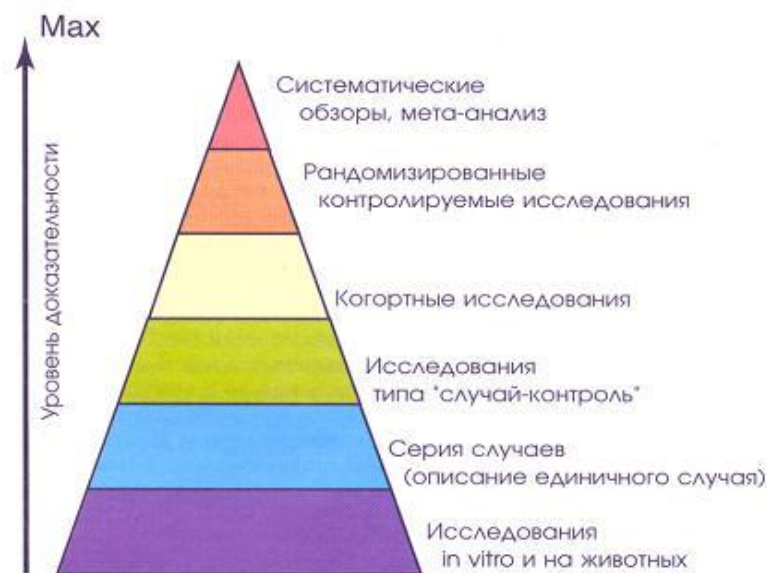 Max
Уровень доказательности
Систематические
обзоры, мета-анализ
Рандомизированные
контролируемые исследования
Когортные исследования
Исследования
типа "случай-контроль"
Серия случаев
(описание единичного случая)
Исследования
in vitro и на животных